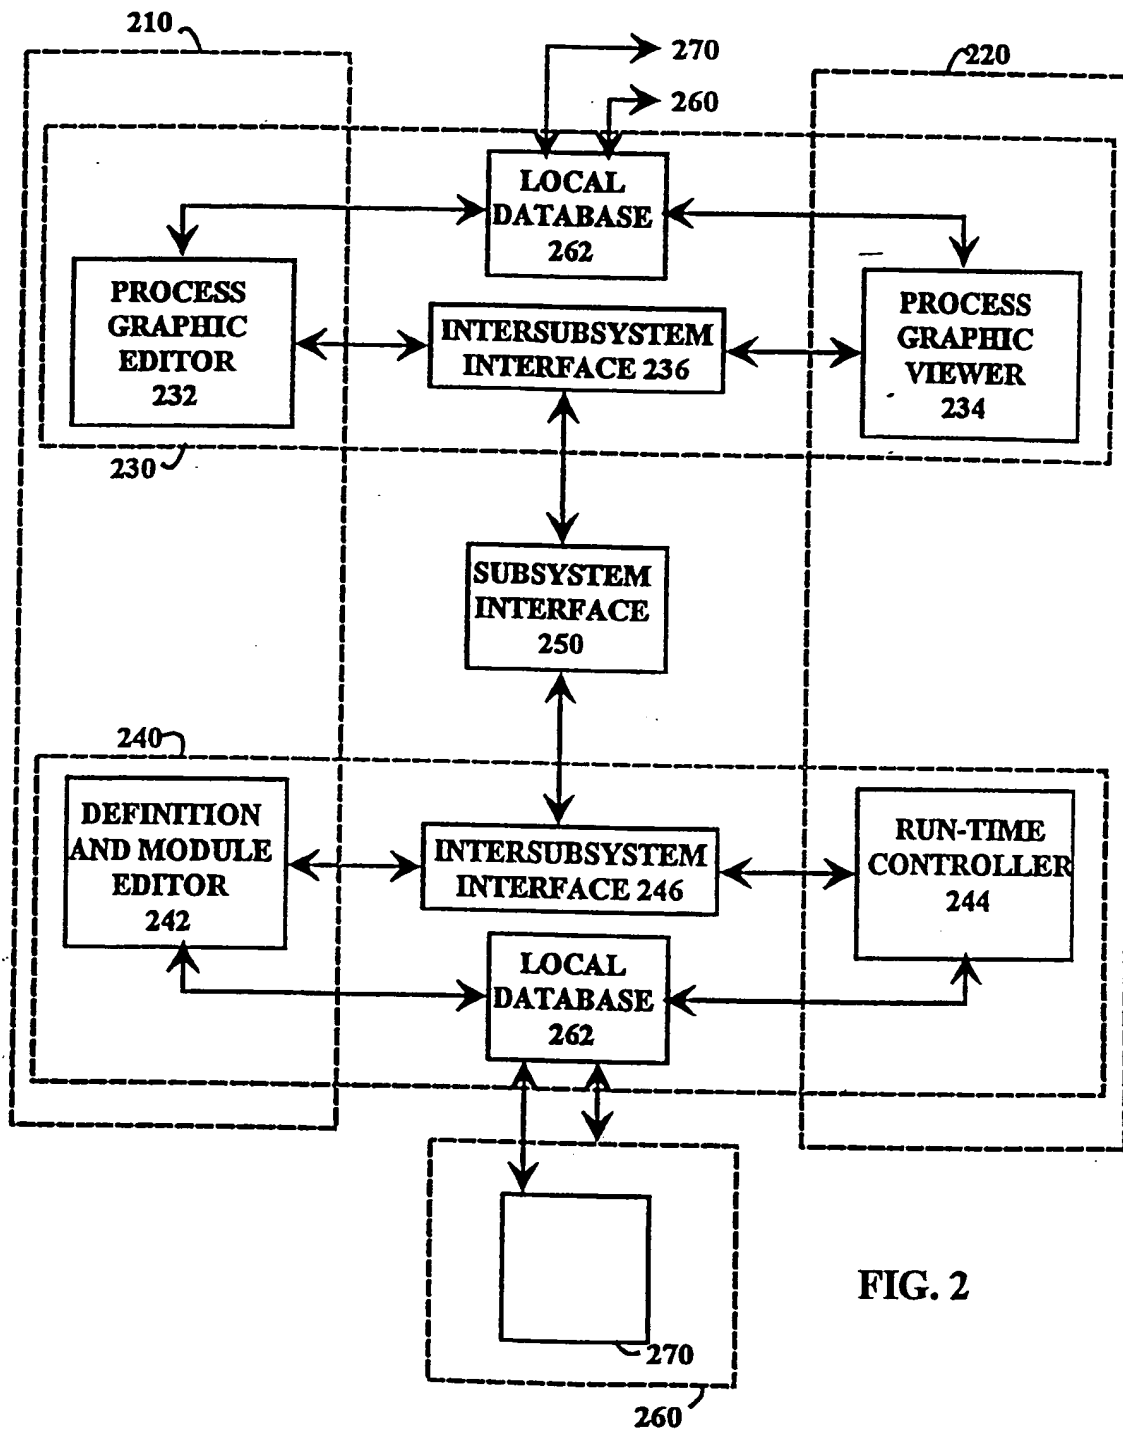 210
270
220
260
LOCAL
DATABASE
262
PROCESS
GRAPHIC
EDITOR
232
INTERSUBSYSTEM
INTERFACE 236
PROCESS
GRAPHIC
VIEWER
234
230
SUBSYSTEM
INTERFACE
250
240
DEFINITION
AND MODULE
EDITOR
242
INTERSUBSYSTEM
INTERFACE 246
RUN-TIME
CONTROLLER
244
LOCAL
DATABASE
262
FIG. 2
270
260